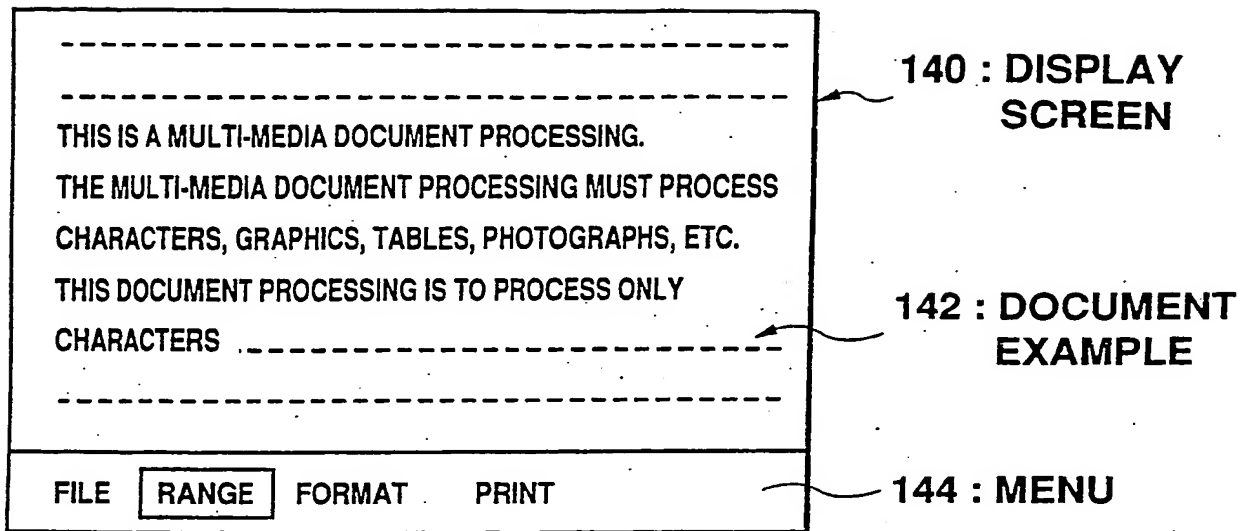 THIS IS A MULTI-MEDIA DOCUMENT PROCESSING.
THE MULTI-MEDIA DOCUMENT PROCESSING MUST PROCESS
CHARACTERS, GRAPHICS, TABLES, PHOTOGRAPHS, ETC.
THIS DOCUMENT PROCESSING IS TO PROCESS ONLY
CHARACTERS
FILE RANGE FORMAT PRINT
140 : DISPLAY
SCREEN
142 : DOCUMENT
EXAMPLE
144 : MENU